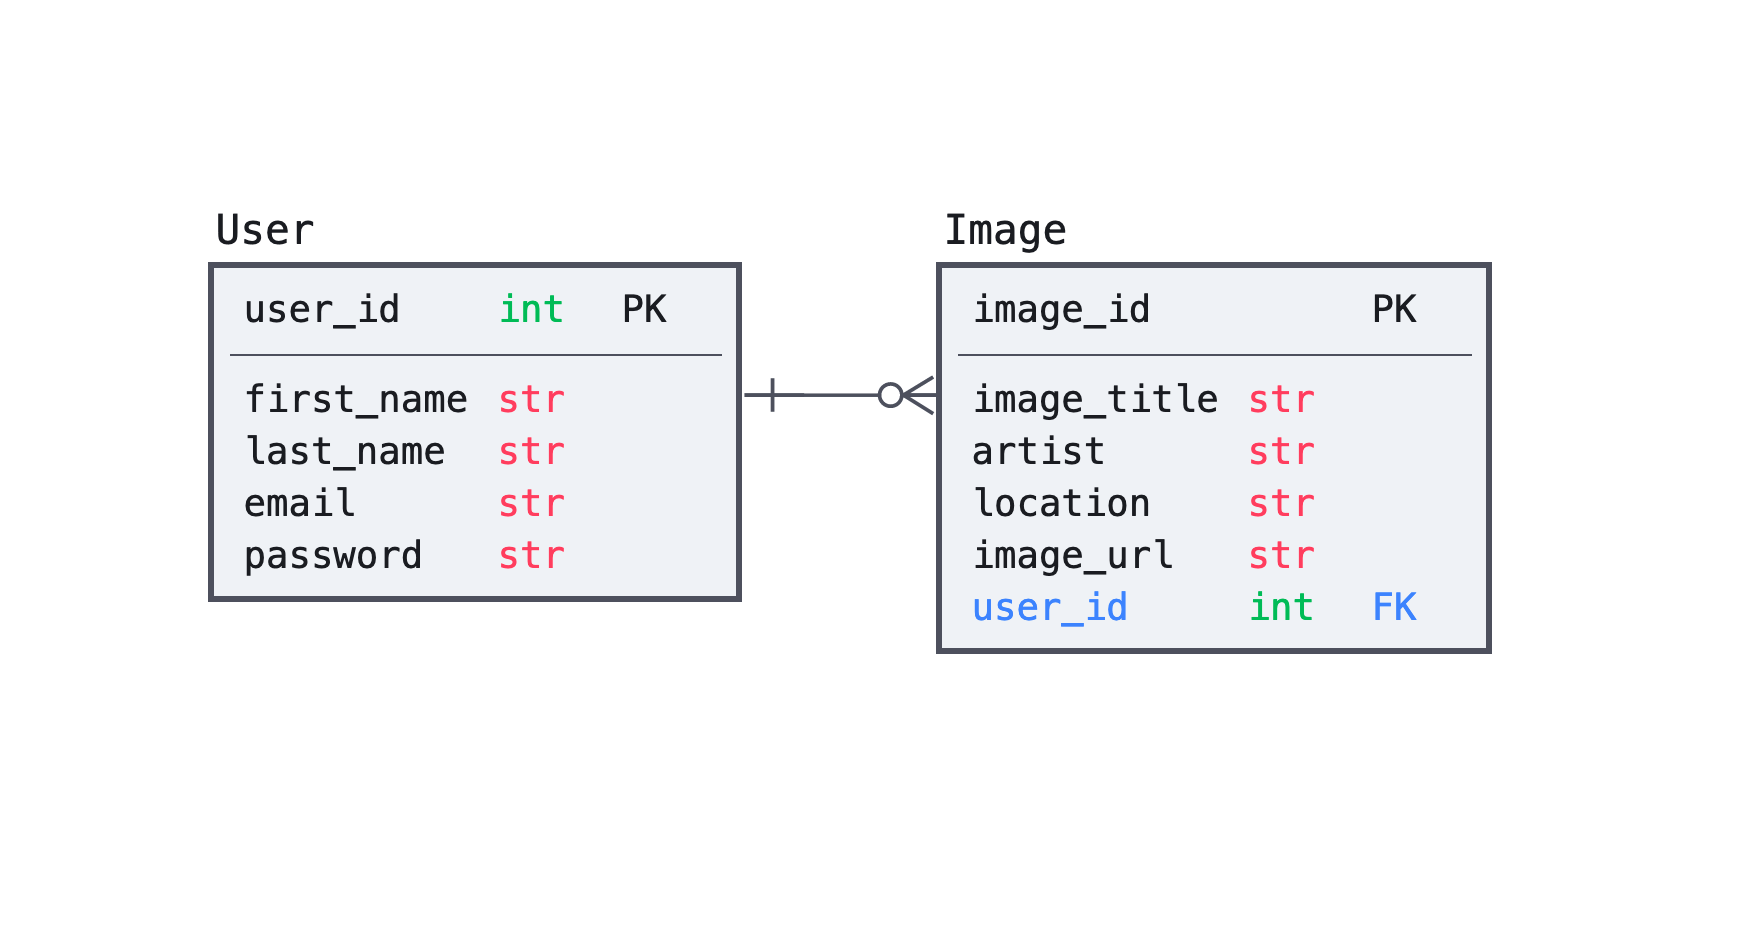 User
user_id int PK
first_name str
last_name str
email str
password str
Image
image_id PK
image_title str
artist str
location str
image_url str
user_id int FK